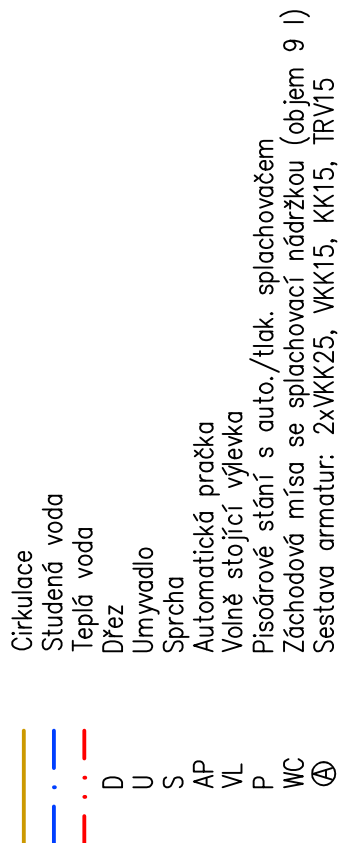 Cirkulace
Studená voda
Teplá voda
D Dřez
U Umyvadlo
S Sprcha
AP Automatická pračka
VL Volně stojící výlevka
P Pisoárové stání s auto./tlak. splachovačem
WC Záchodová mísa se splachovací nádržkou (objem 9 l)
Ⓐ Sestava armatur: 2xVKK25, VKK15, KK15, TRV15